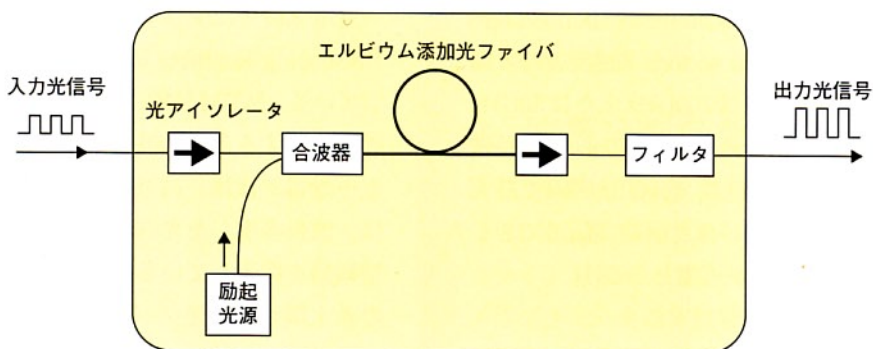 エルビウム添加光ファイバ
入力光信号
光アイソレータ
出力光信号
合波器
フィルタ
励起
光源